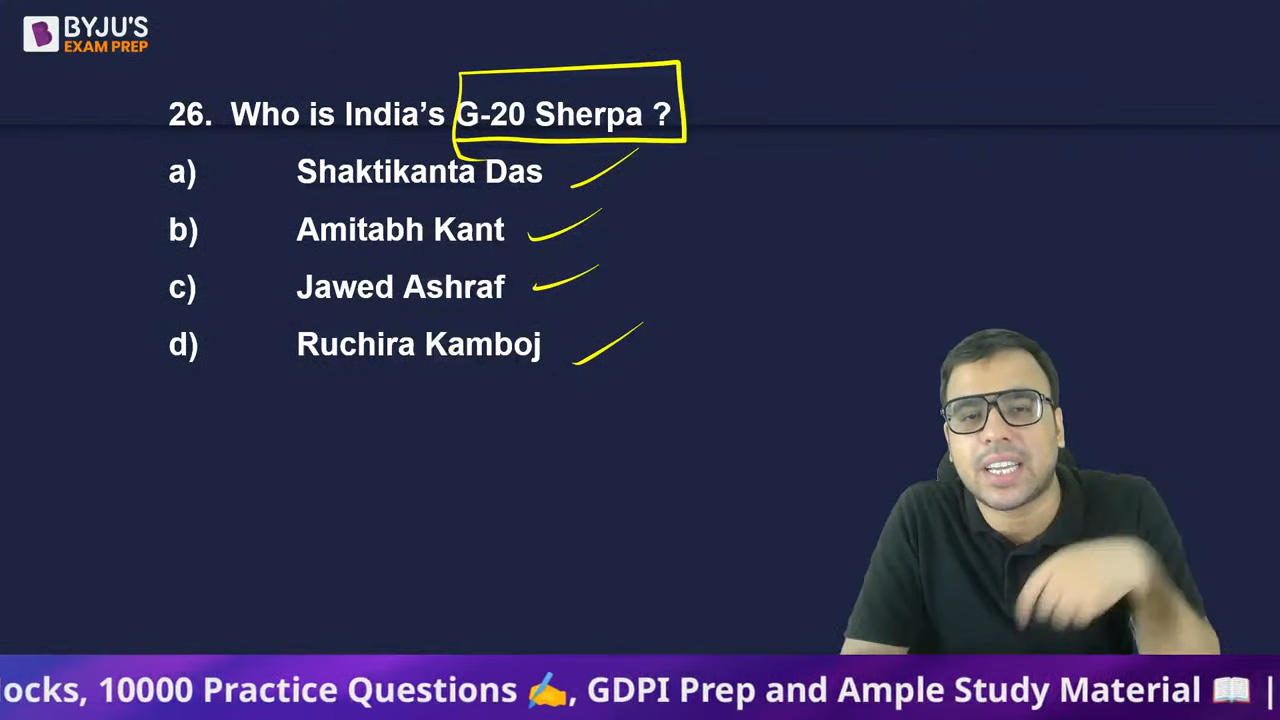 BYJU'S
EXAM PREP
26. Who is India's G-20 Sherpa ?
a) Shaktikanta Das
b) Amitabh Kant
c) Jawed Ashraf
d) Ruchira Kamboj
locks, 10000 Practice Questions ✍️, GDPI Prep and Ample Study Material 📖 |